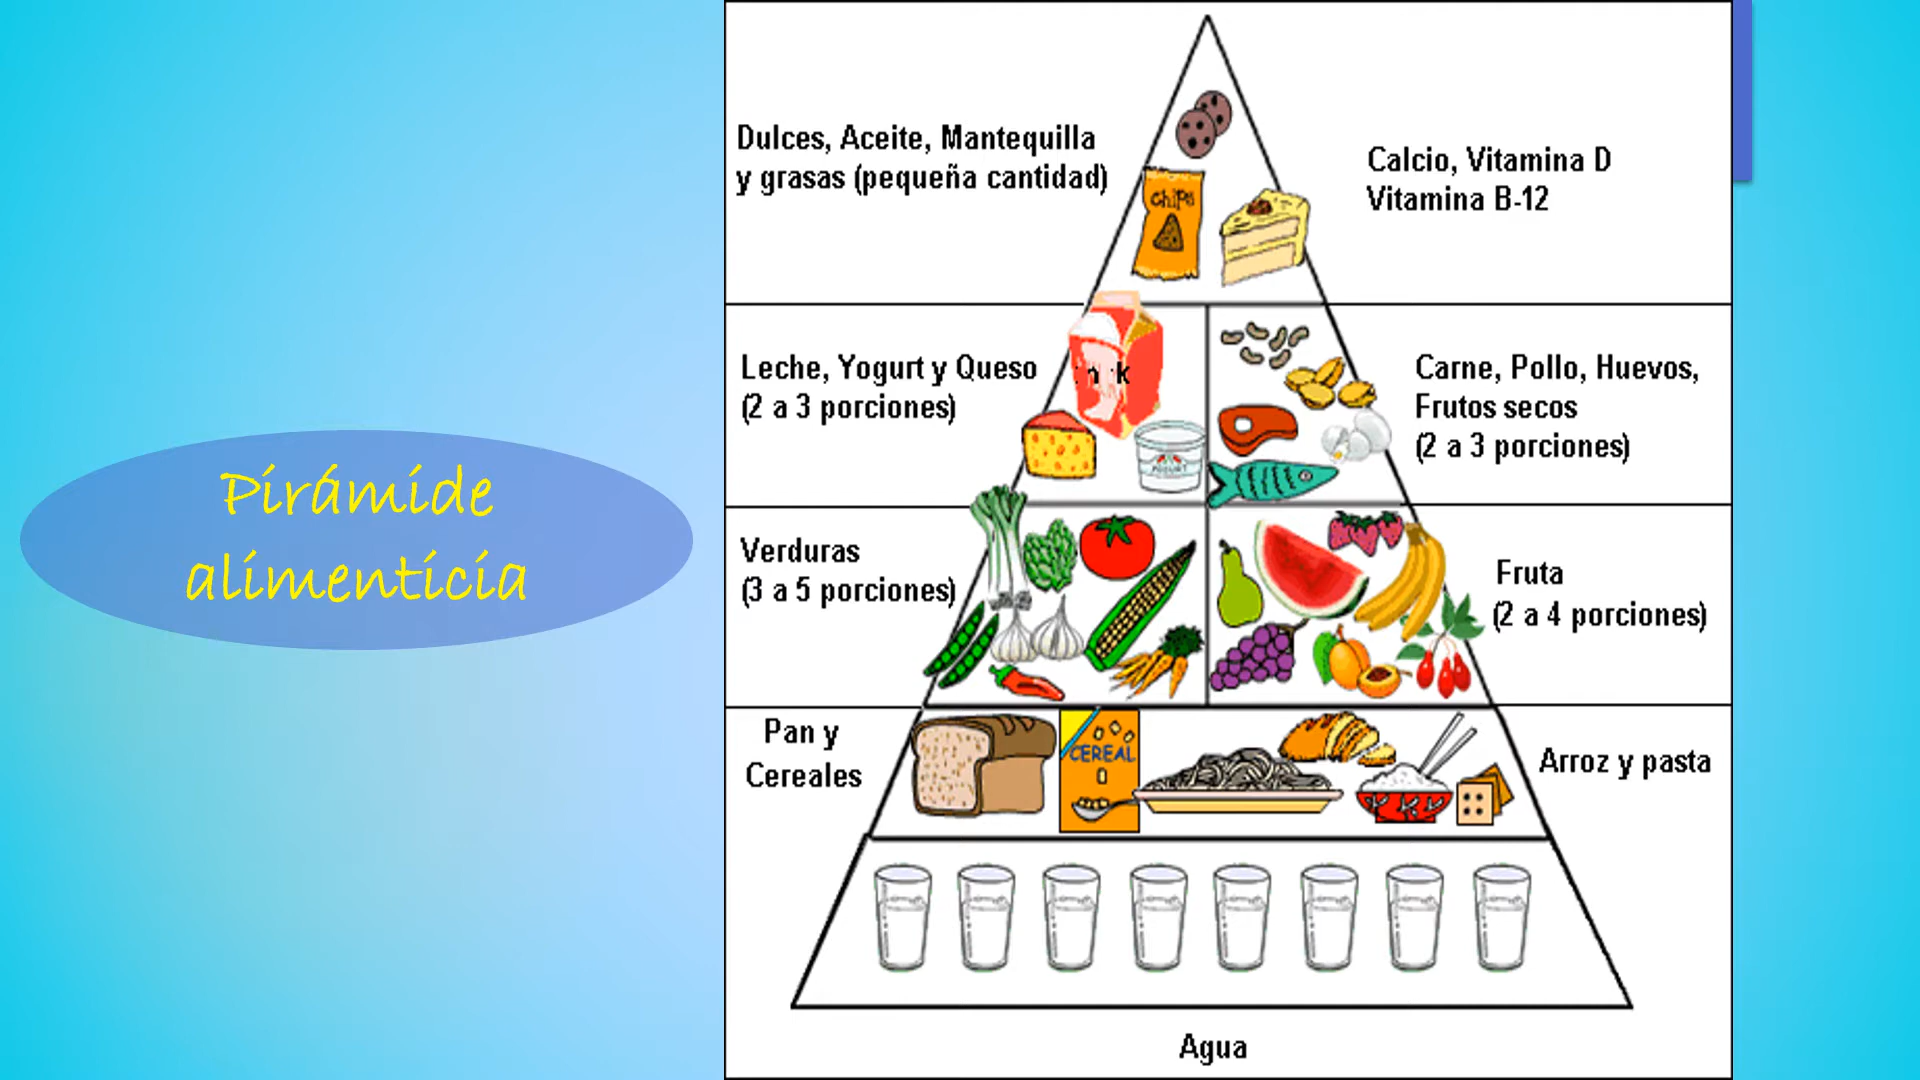 Pirámide
alimenticia
Dulces, Aceite, Mantequilla
y grasas (pequeña cantidad)
Calcio, Vitamina D
Vitamina B-12
chips
Leche, Yogurt y Queso
(2 a 3 porciones)
YOGURT
Carne, Pollo, Huevos,
Frutos secos
(2 a 3 porciones)
Verduras
(3 a 5 porciones)
Fruta
(2 a 4 porciones)
Pan y
Cereales
CEREAL
Arroz y pasta
Agua